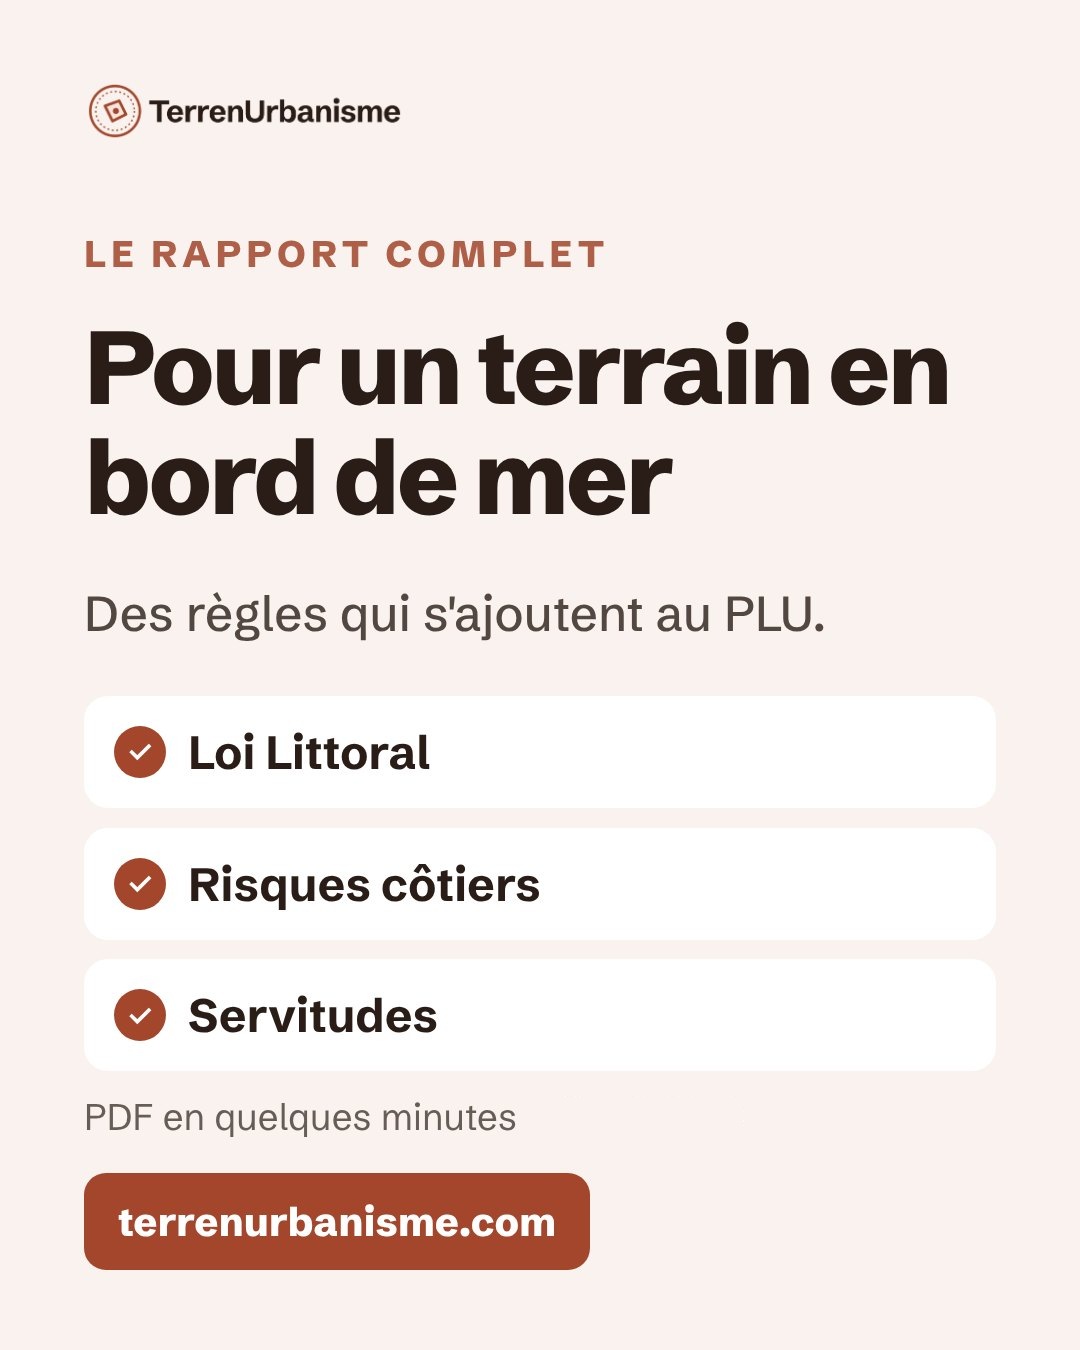 TerrenUrbanisme
LE RAPPORT COMPLET
Pour un terrain en
bord de mer
Des règles qui s'ajoutent au PLU.
Loi Littoral
Risques côtiers
Servitudes
PDF en quelques minutes
terrenurbanisme.com